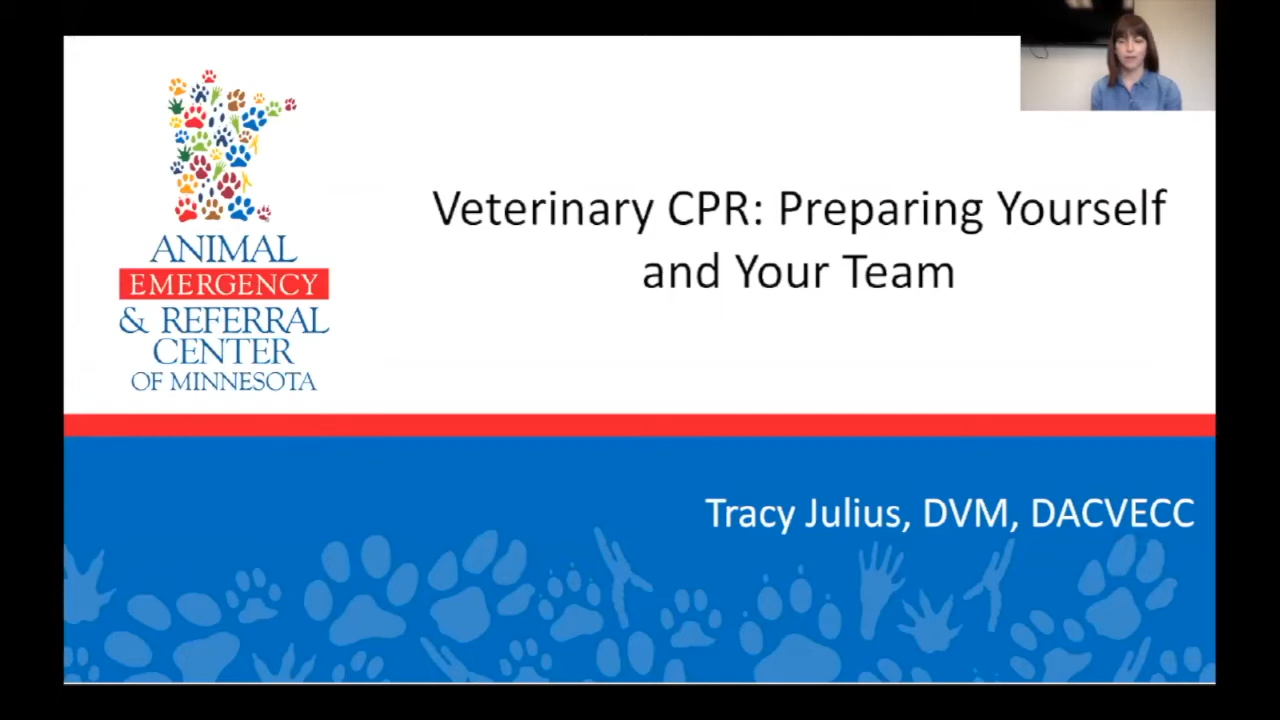 ANIMAL
EMERGENCY
& REFERRAL
CENTER
OF MINNESOTA
Veterinary CPR: Preparing Yourself
and Your Team
Tracy Julius, DVM, DACVECC